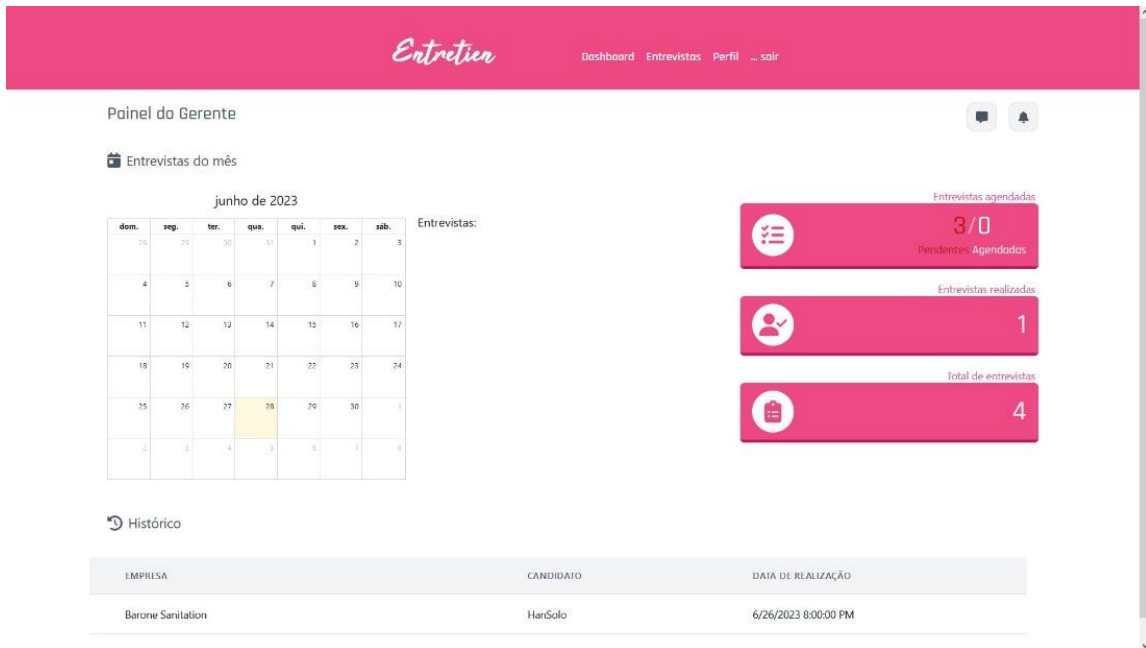 Entretien
Dashboard Entrevistas Perfil ... sair
Painel do Gerente
Entrevistas do mês
junho de 2023
dom. seg. ter. qua. qui. sex. sáb.
28 29 30 31 1 2 3
4 5 6 7 8 9 10
11 12 13 14 15 16 17
18 19 20 21 22 23 24
25 26 27 28 29 30 1
2 3 4 5 6 7 8
Entrevistas:
Entrevistas agendadas
3/0
Pendentes Agendadas
Entrevistas realizadas
1
Total de entrevistas
4
Histórico
EMPRESA CANDIDATO DATA DE REALIZAÇÃO
Barone Sanitation HanSolo 6/26/2023 8:00:00 PM